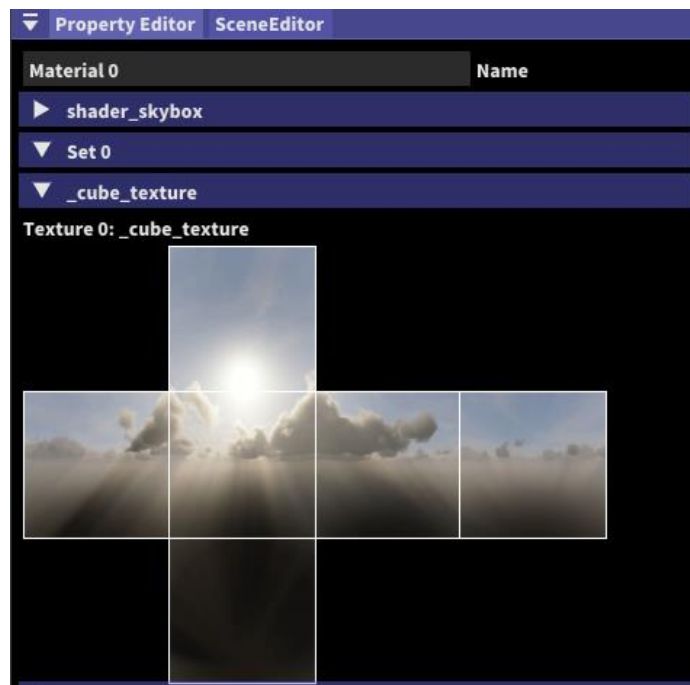 Property Editor SceneEditor
Material 0 Name
shader_skybox
Set 0
_cube_texture
Texture 0: _cube_texture